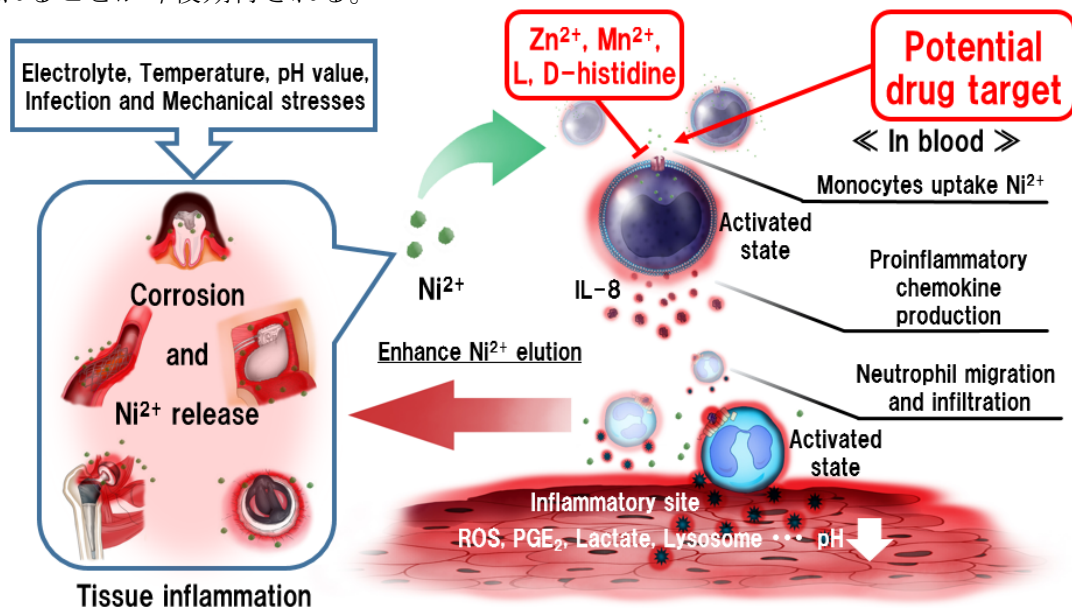 Electrolyte, Temperature, pH value,
Infection and Mechanical stresses
Zn²⁺, Mn²⁺,
L, D-histidine
Potential
drug target
≪ In blood ≫
Monocytes uptake Ni²⁺
Activated
state
Ni²⁺
IL-8
Proinflammatory
chemokine
production
Corrosion
and
Ni²⁺ release
Enhance Ni²⁺ elution
Neutrophil migration
and infiltration
Activated
state
Inflammatory site
ROS, PGE₂, Lactate, Lysosome ··· pH
Tissue inflammation